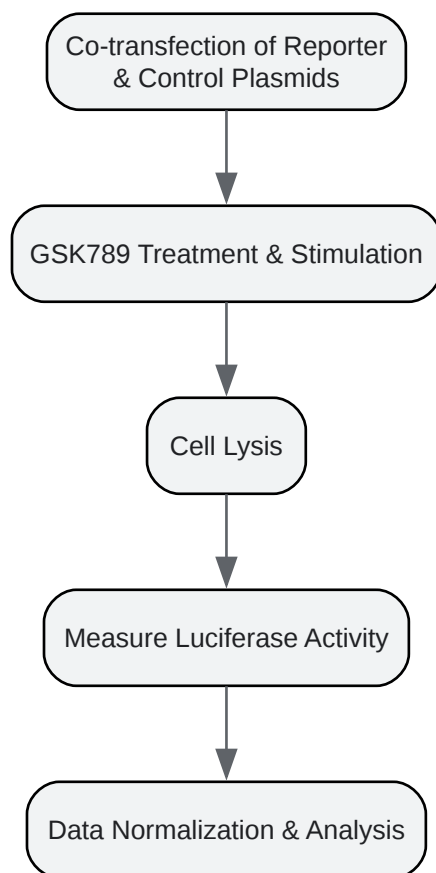 Co-transfection of Reporter
& Control Plasmids
GSK789 Treatment & Stimulation
Cell Lysis
Measure Luciferase Activity
Data Normalization & Analysis